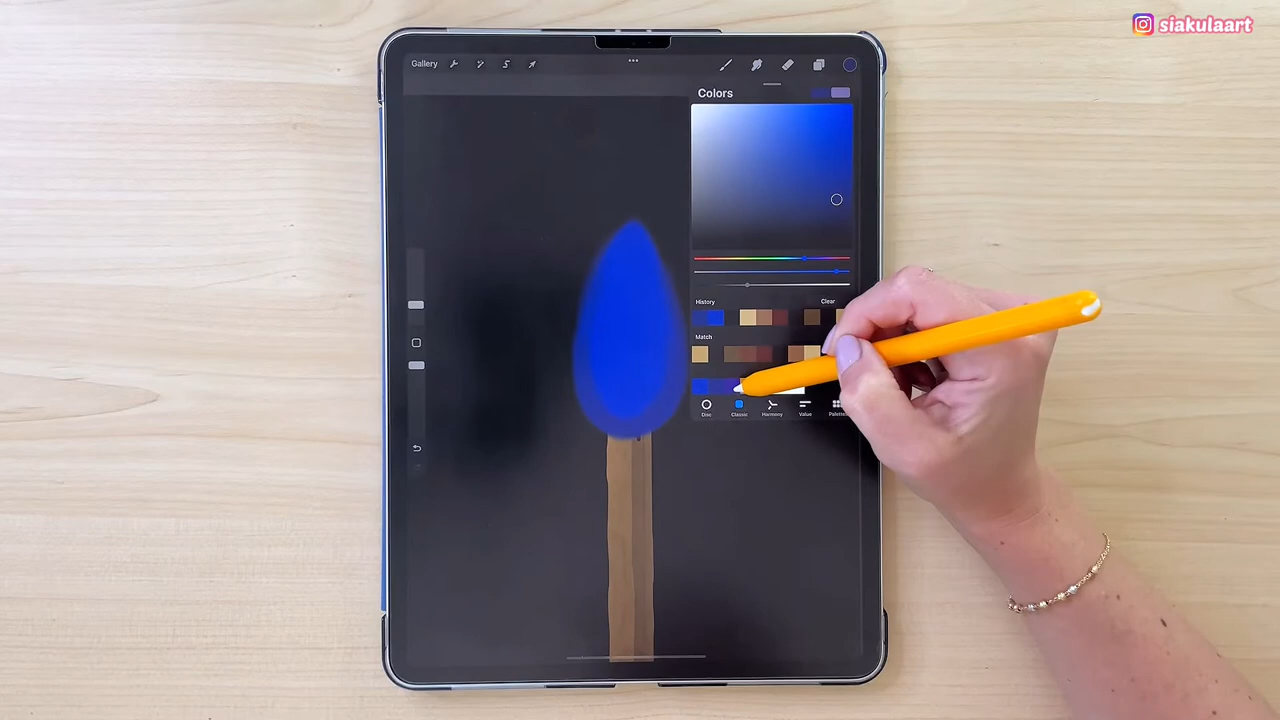 siakulaart
Gallery
Colors
History
Clear
Match
Disc
Classic
Harmony
Value